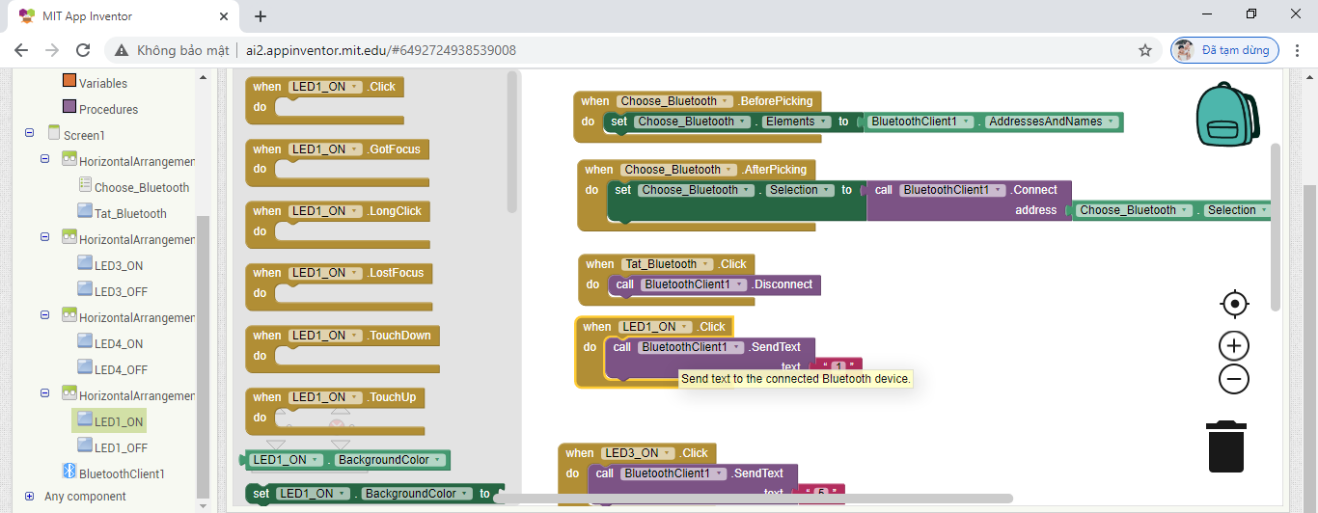 MIT App Inventor
Không bảo mật | ai2.appinventor.mit.edu/#6492724938539008
Đã tạm dừng
Variables
Procedures
Screen1
HorizontalArrangemen
Choose_Bluetooth
Tat_Bluetooth
HorizontalArrangemen
LED3_ON
LED3_OFF
HorizontalArrangemen
LED4_ON
LED4_OFF
HorizontalArrangemen
LED1_ON
LED1_OFF
BluetoothClient1
Any component
when LED1_ON .Click
do
when LED1_ON .GotFocus
do
when LED1_ON .LongClick
do
when LED1_ON .LostFocus
do
when LED1_ON .TouchDown
do
when LED1_ON .TouchUp
do
LED1_ON . BackgroundColor
set LED1_ON . BackgroundColor to
when Choose_Bluetooth .BeforePicking
do set Choose_Bluetooth . Elements to BluetoothClient1 . AddressesAndNames
when Choose_Bluetooth .AfterPicking
do set Choose_Bluetooth . Selection to call BluetoothClient1 .Connect
address Choose_Bluetooth . Selection
when Tat_Bluetooth .Click
do call BluetoothClient1 .Disconnect
when LED1_ON .Click
do call BluetoothClient1 .SendText
text " 1 "
Send text to the connected Bluetooth device.
when LED3_ON .Click
do call BluetoothClient1 .SendText
text " 5 "